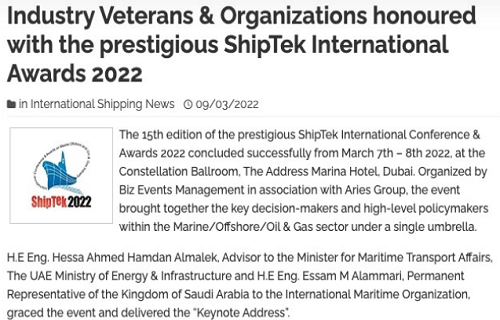 Industry Veterans & Organizations honoured
with the prestigious ShipTek International
Awards 2022
in International Shipping News 09/03/2022
The 15th edition of the prestigious ShipTek International Conference &
Awards 2022 concluded successfully from March 7th – 8th 2022, at the
Constellation Ballroom, The Address Marina Hotel, Dubai. Organized by
Biz Events Management in association with Aries Group, the event
brought together the key decision-makers and high-level policymakers
within the Marine/Offshore/Oil & Gas sector under a single umbrella.
ShipTek 2022
H.E Eng. Hessa Ahmed Hamdan Almalek, Advisor to the Minister for Maritime Transport Affairs,
The UAE Ministry of Energy & Infrastructure and H.E Eng. Essam M Alammari, Permanent
Representative of the Kingdom of Saudi Arabia to the International Maritime Organization,
graced the event and delivered the “Keynote Address”.